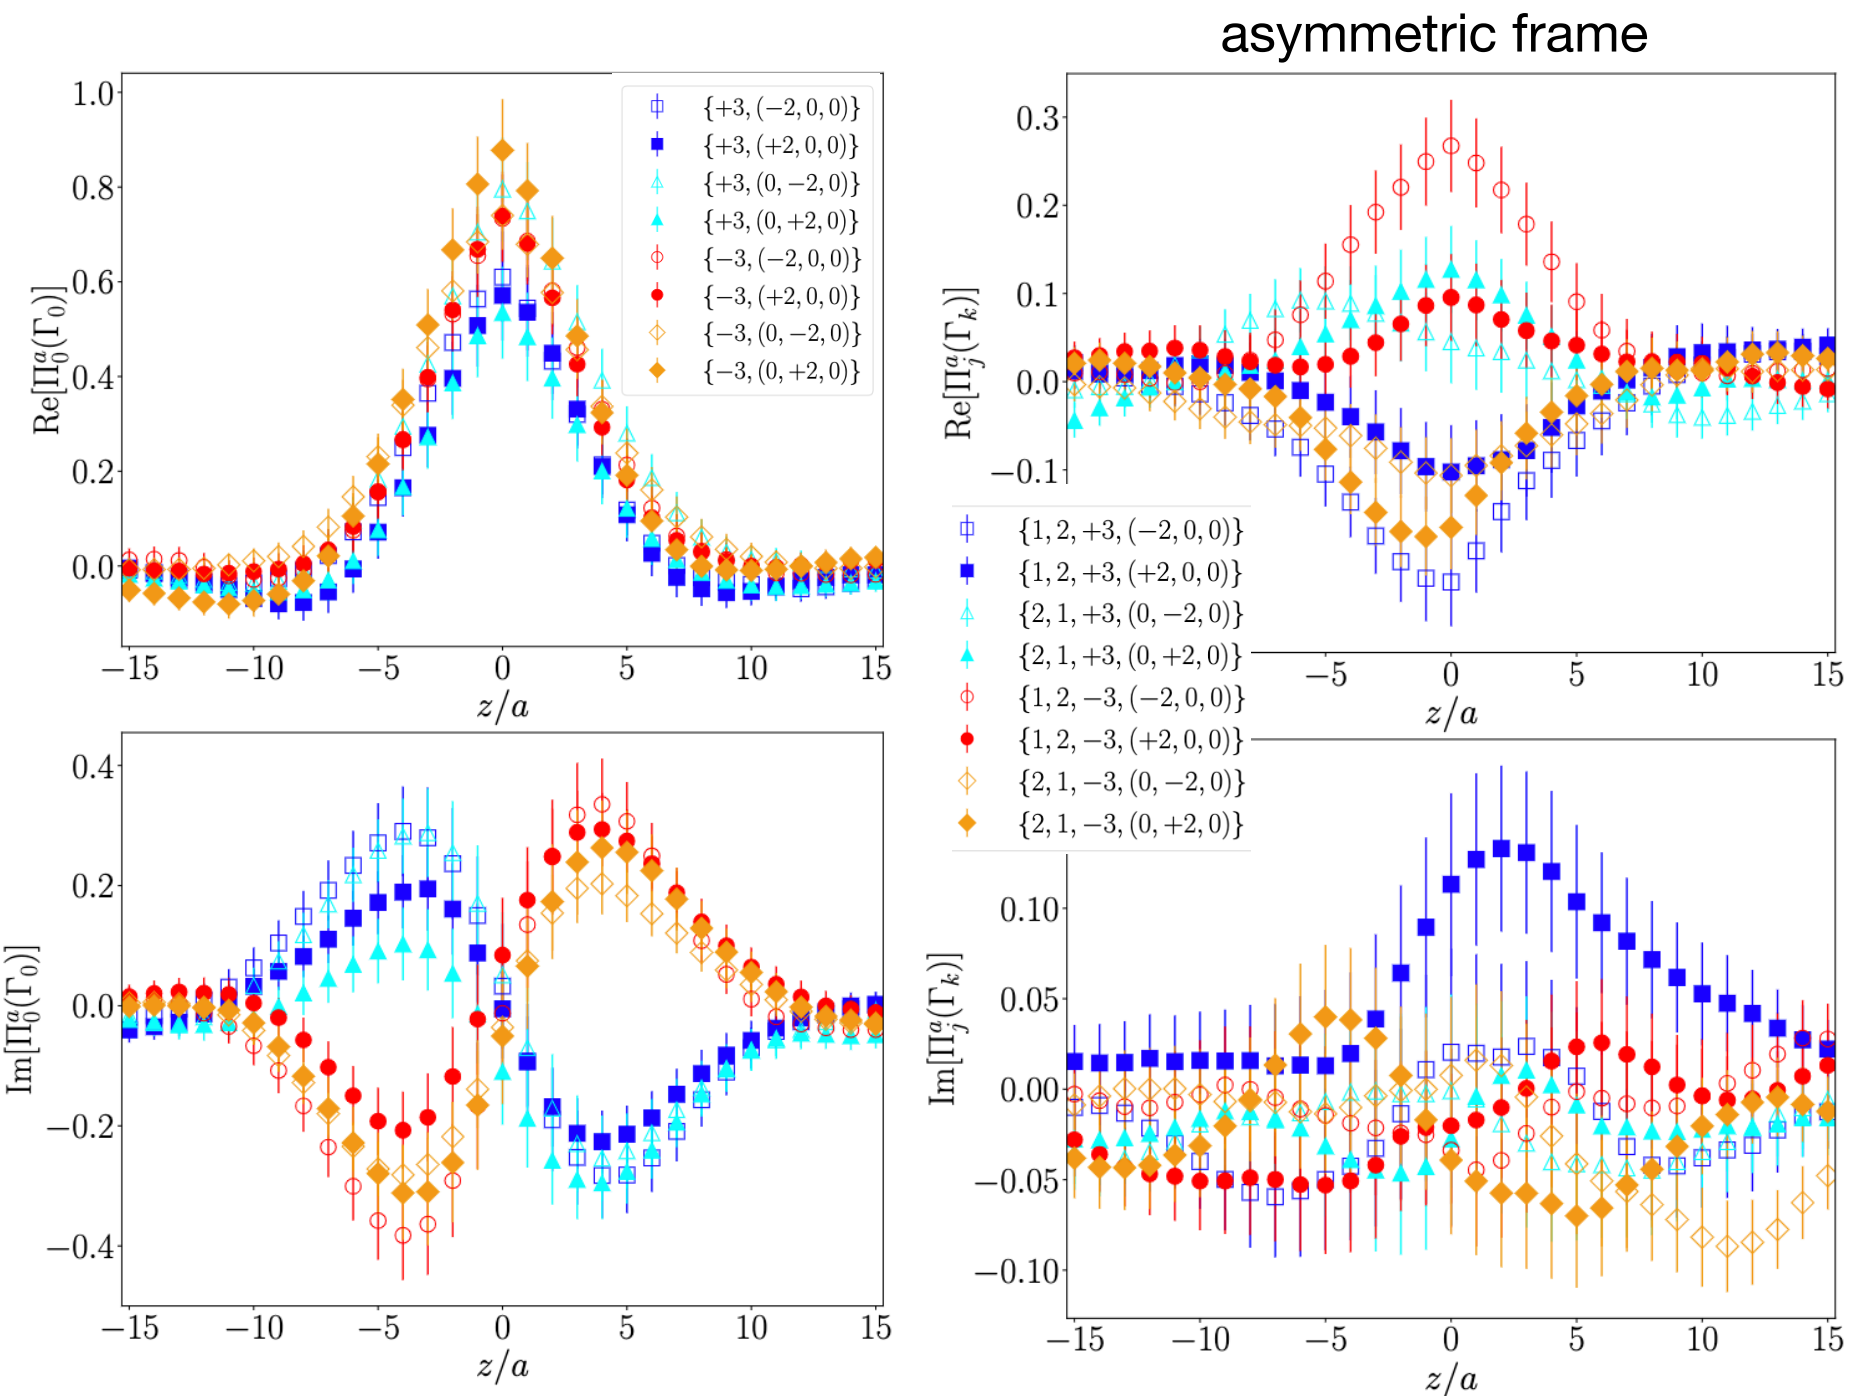 asymmetric frame
Re[Π₀ᵃ(Γ₀)]
1.0
0.8
0.6
0.4
0.2
0.0
{+3, (−2, 0, 0)}
{+3, (+2, 0, 0)}
{+3, (0, −2, 0)}
{+3, (0, +2, 0)}
{−3, (−2, 0, 0)}
{−3, (+2, 0, 0)}
{−3, (0, −2, 0)}
{−3, (0, +2, 0)}
−15 −10 −5 0 5 10 15
z/a
Re[Πⱼᵃ(Γₖ)]
0.3
0.2
0.1
0.0
−0.1
−5 0 5 10 15
z/a
{1, 2, +3, (−2, 0, 0)}
{1, 2, +3, (+2, 0, 0)}
{2, 1, +3, (0, −2, 0)}
{2, 1, +3, (0, +2, 0)}
{1, 2, −3, (−2, 0, 0)}
{1, 2, −3, (+2, 0, 0)}
{2, 1, −3, (0, −2, 0)}
{2, 1, −3, (0, +2, 0)}
Im[Π₀ᵃ(Γ₀)]
0.4
0.2
0.0
−0.2
−0.4
−15 −10 −5 0 5 10 15
z/a
Im[Πⱼᵃ(Γₖ)]
0.10
0.05
0.00
−0.05
−0.10
−15 −10 −5 0 5 10 15
z/a